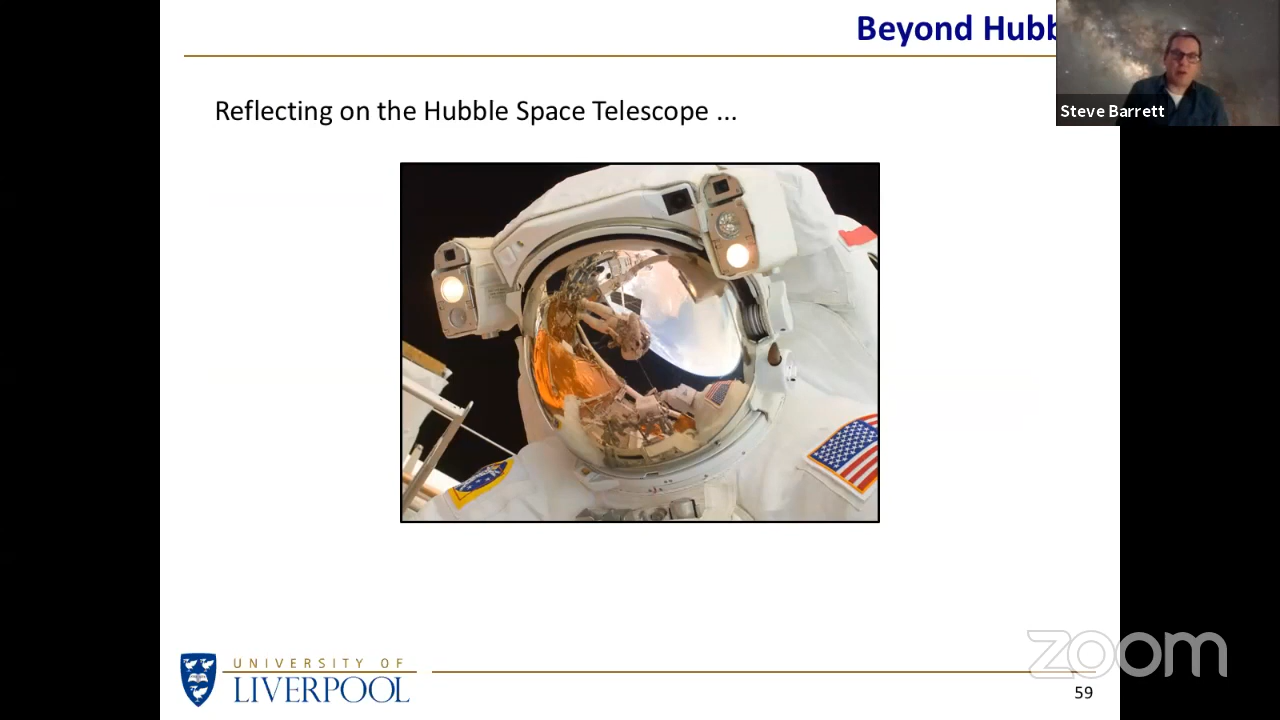 Beyond Hubb
Steve Barrett
Reflecting on the Hubble Space Telescope ...
UNIVERSITY OF
LIVERPOOL
zoom
59